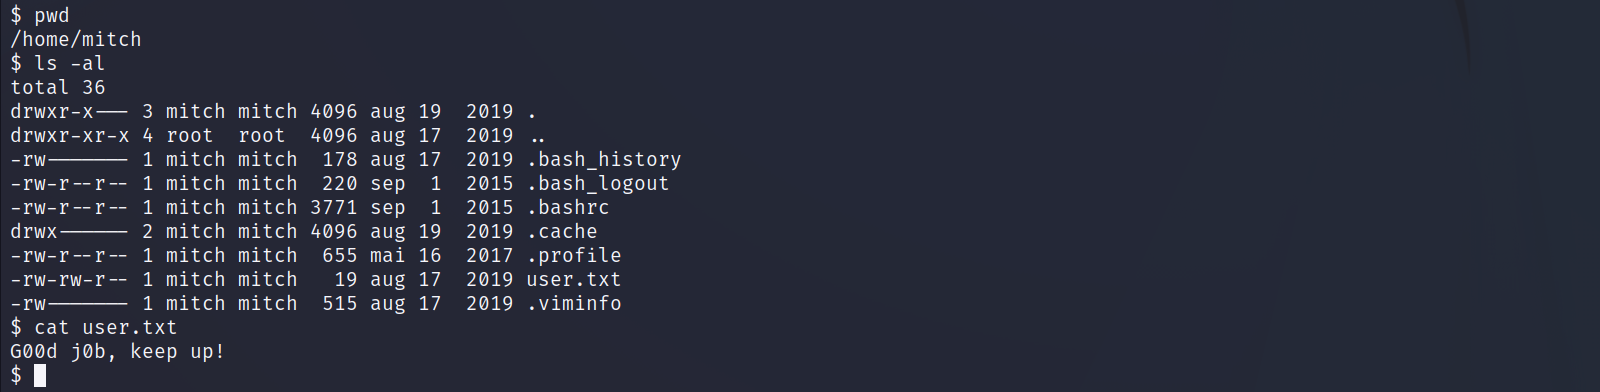 $ pwd
/home/mitch
$ ls -al
total 36
drwxr-x--- 3 mitch mitch 4096 aug 19  2019 .
drwxr-xr-x 4 root  root  4096 aug 17  2019 ..
-rw------- 1 mitch mitch  178 aug 17  2019 .bash_history
-rw-r--r-- 1 mitch mitch  220 sep  1  2015 .bash_logout
-rw-r--r-- 1 mitch mitch 3771 sep  1  2015 .bashrc
drwx------ 2 mitch mitch 4096 aug 19  2019 .cache
-rw-r--r-- 1 mitch mitch  655 mai 16  2017 .profile
-rw-rw-r-- 1 mitch mitch   19 aug 17  2019 user.txt
-rw------- 1 mitch mitch  515 aug 17  2019 .viminfo
$ cat user.txt
G00d j0b, keep up!
$